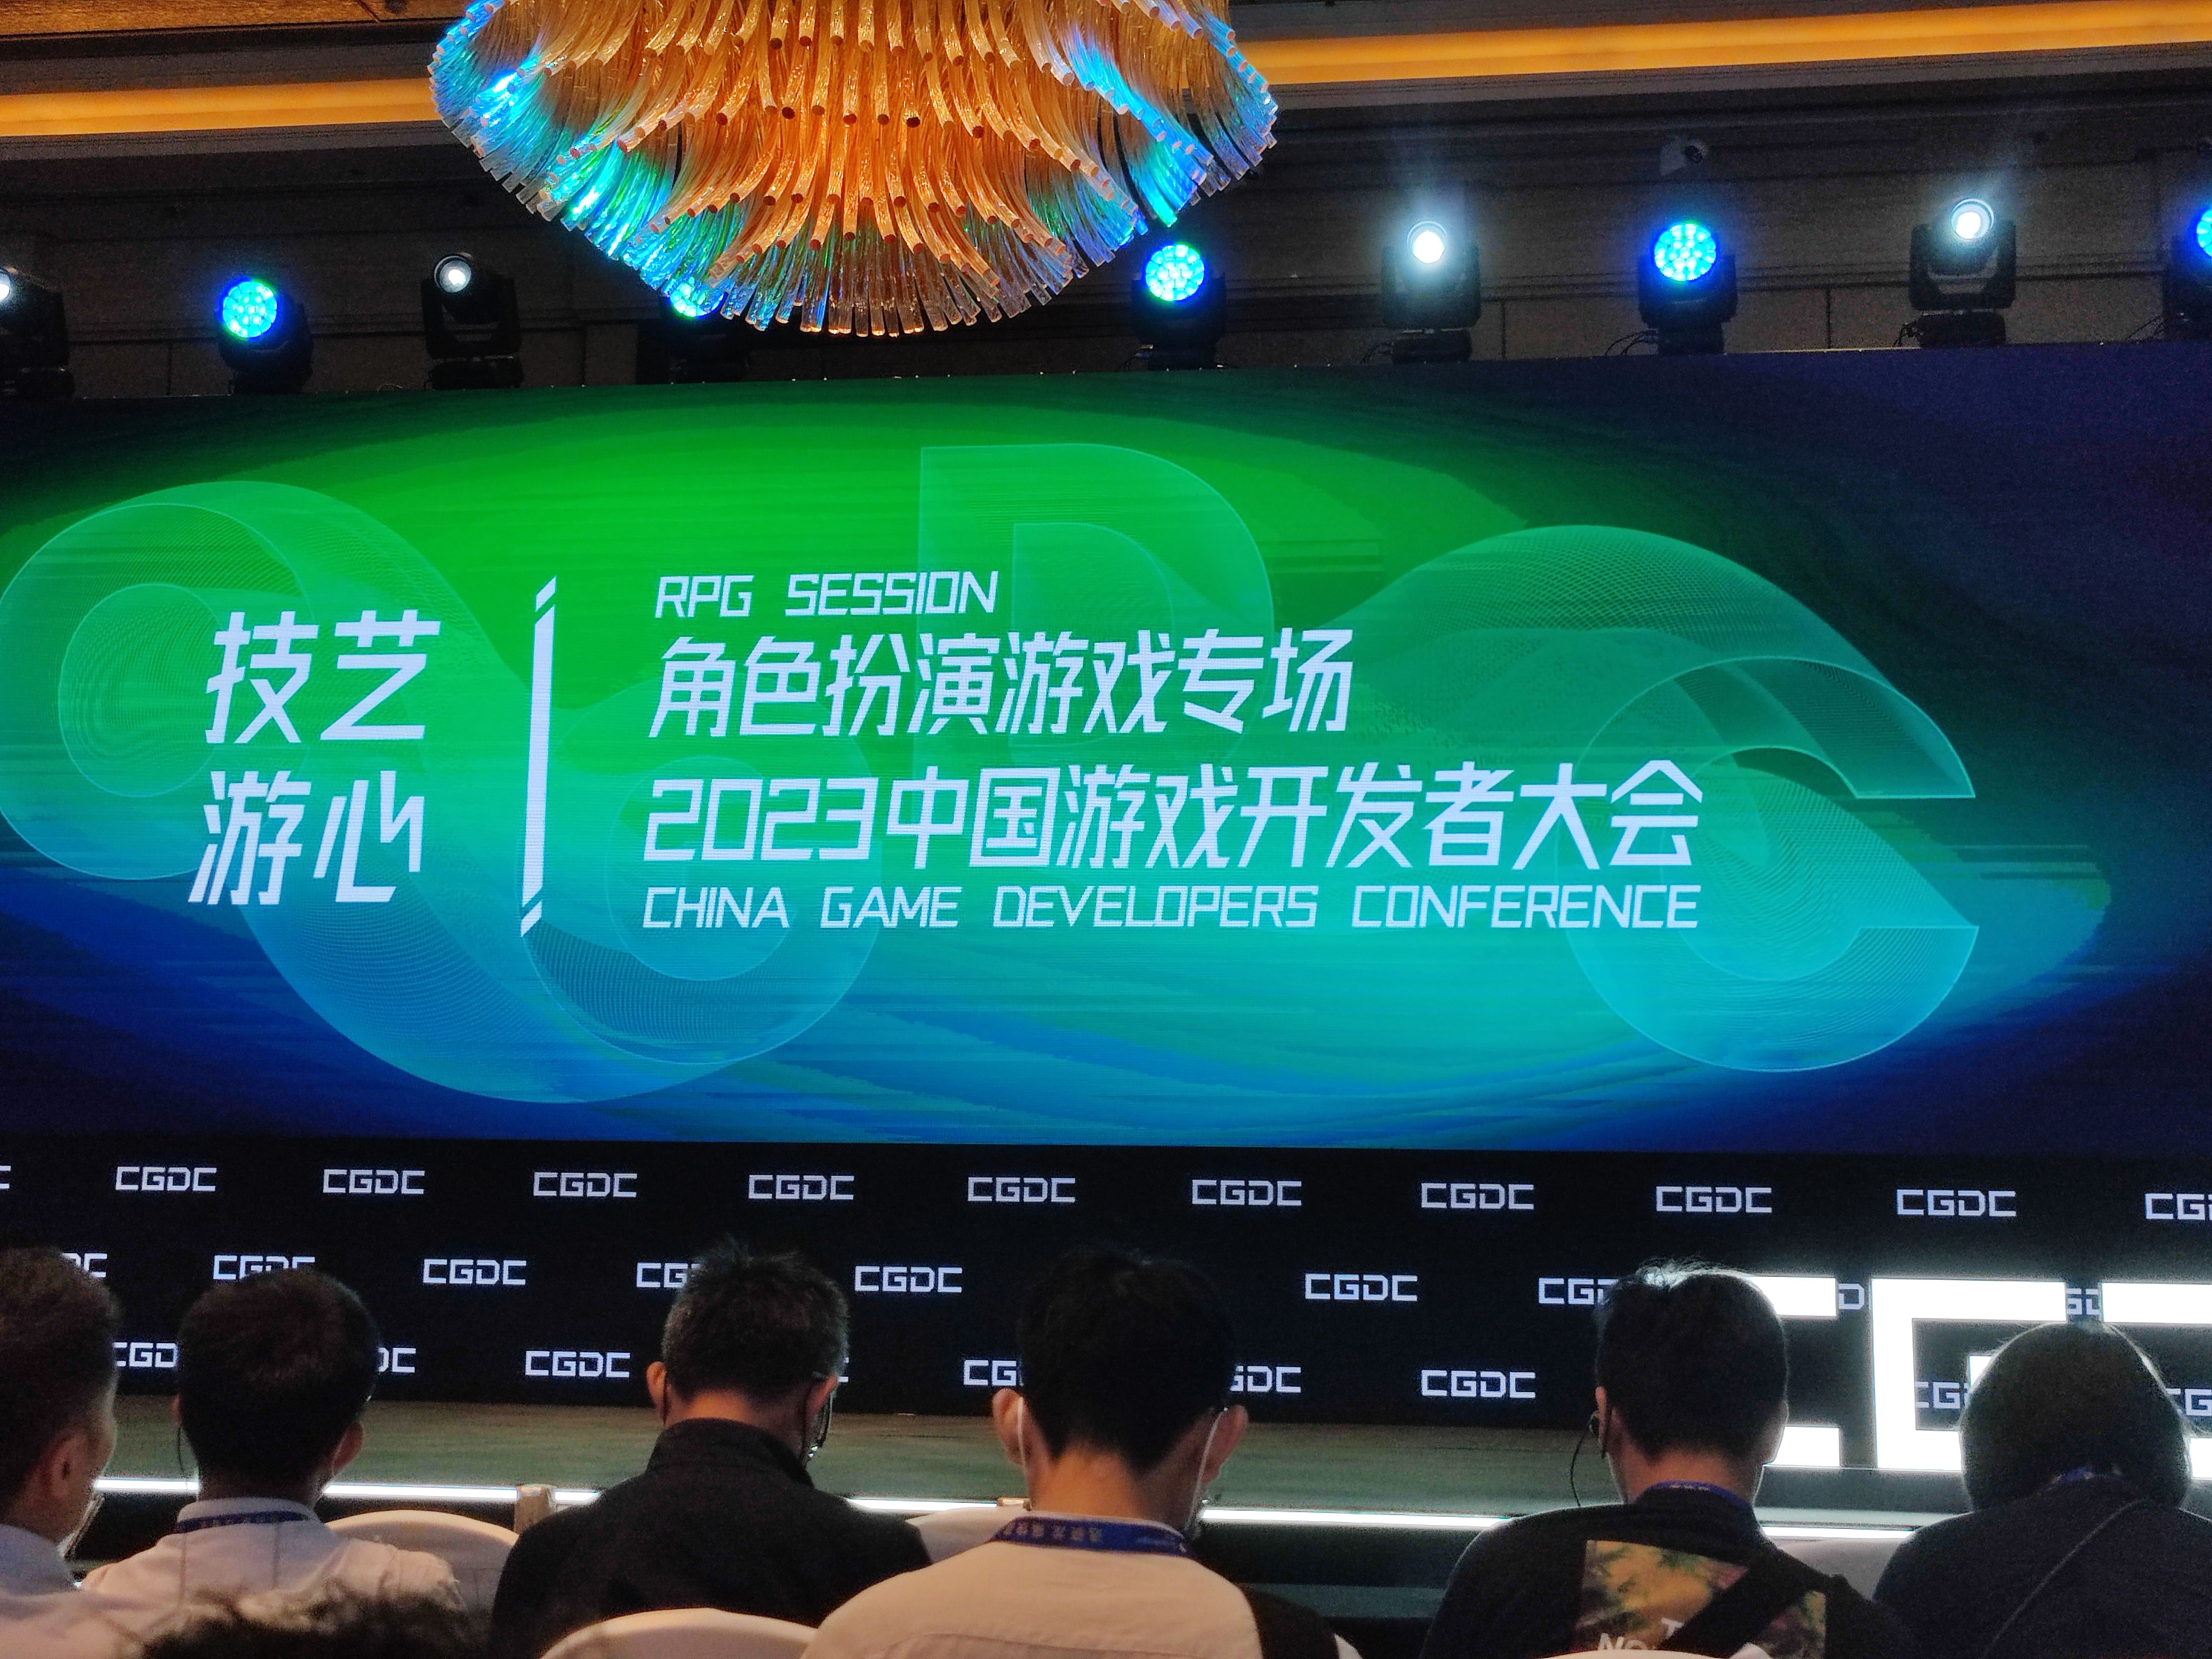 技艺
游心
RPG SESSION
角色扮演游戏专场
2023中国游戏开发者大会
CHINA GAME DEVELOPERS CONFERENCE
CGDC CGDC CGDC CGDC CGDC CGDC CGDC CGDC CGDC
CGDC CGDC CGDC CGDC
CGDC CGDC